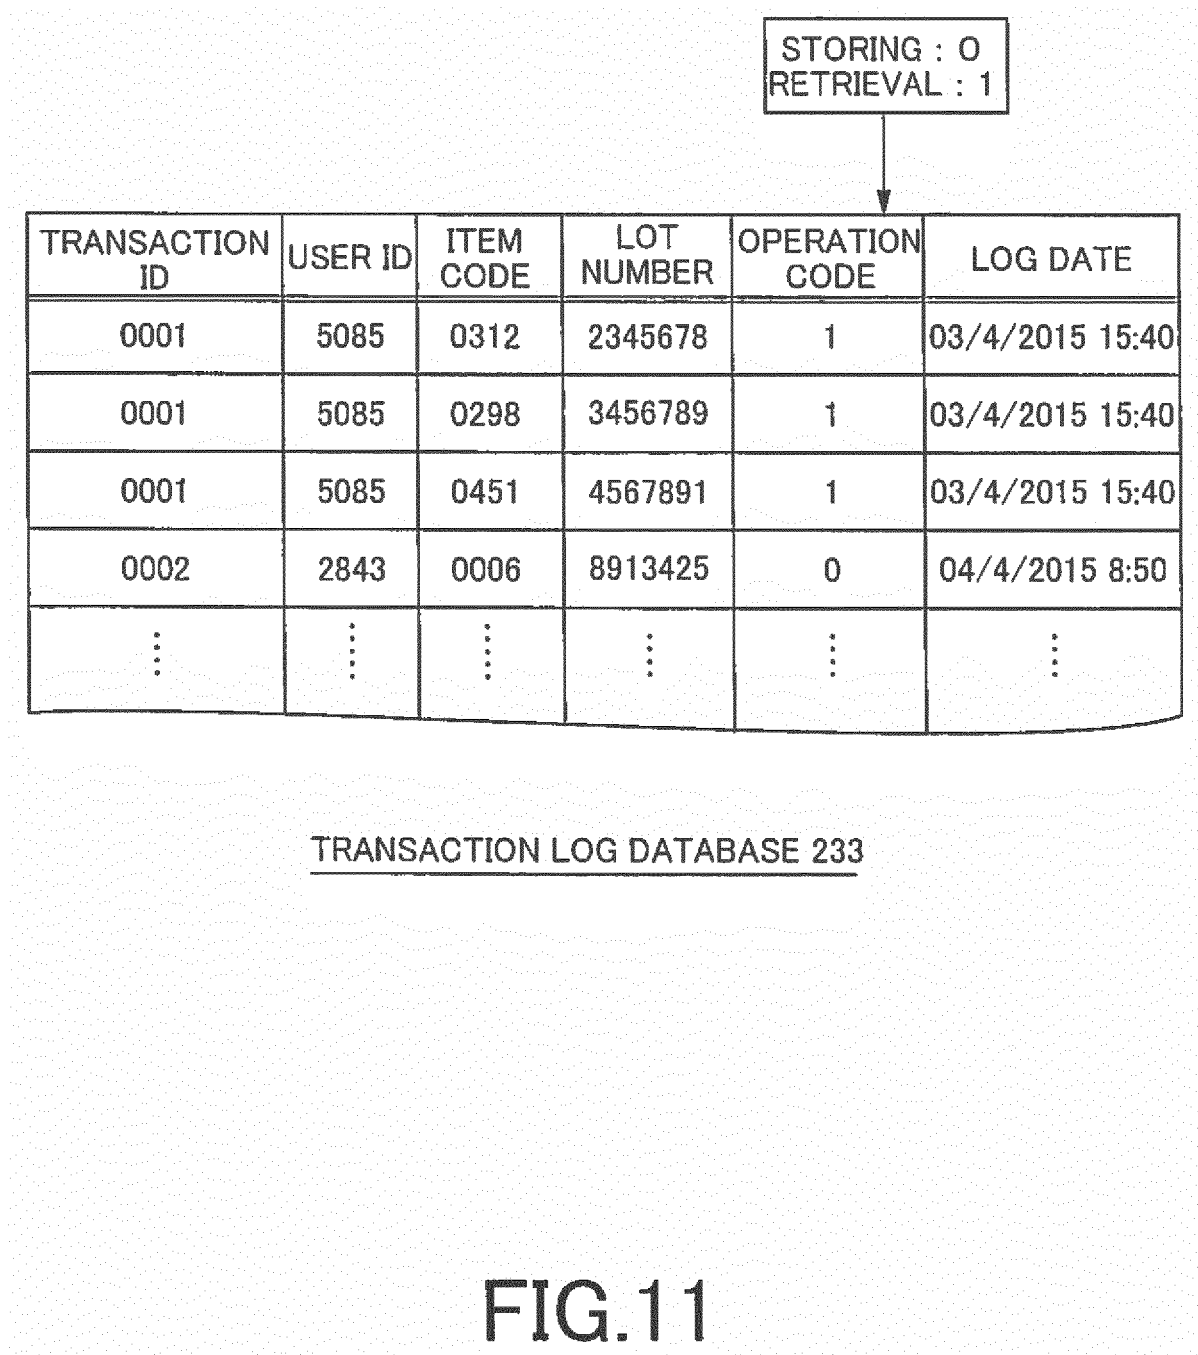 STORING : 0
RETRIEVAL : 1
TRANSACTION ID USER ID ITEM CODE LOT NUMBER OPERATION CODE LOG DATE
0001 5085 0312 2345678 1 03/4/2015 15:40
0001 5085 0298 3456789 1 03/4/2015 15:40
0001 5085 0451 4567891 1 03/4/2015 15:40
0002 2843 0006 8913425 0 04/4/2015 8:50
TRANSACTION LOG DATABASE 233
FIG.11